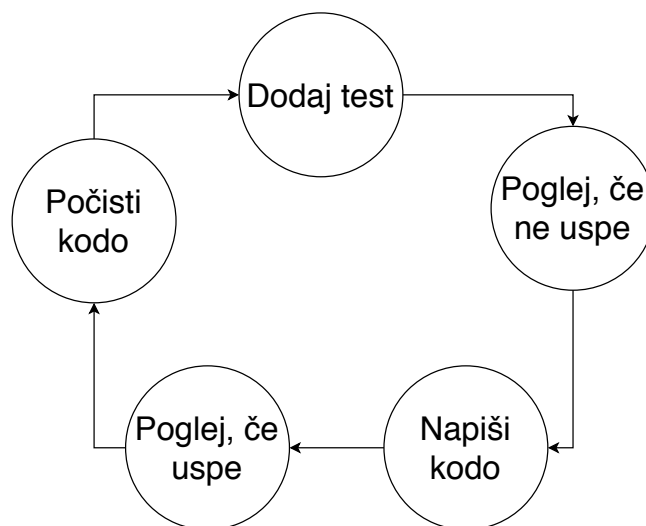 Dodaj test
Poglej, če
ne uspe
Napiši
kodo
Poglej, če
uspe
Počisti
kodo